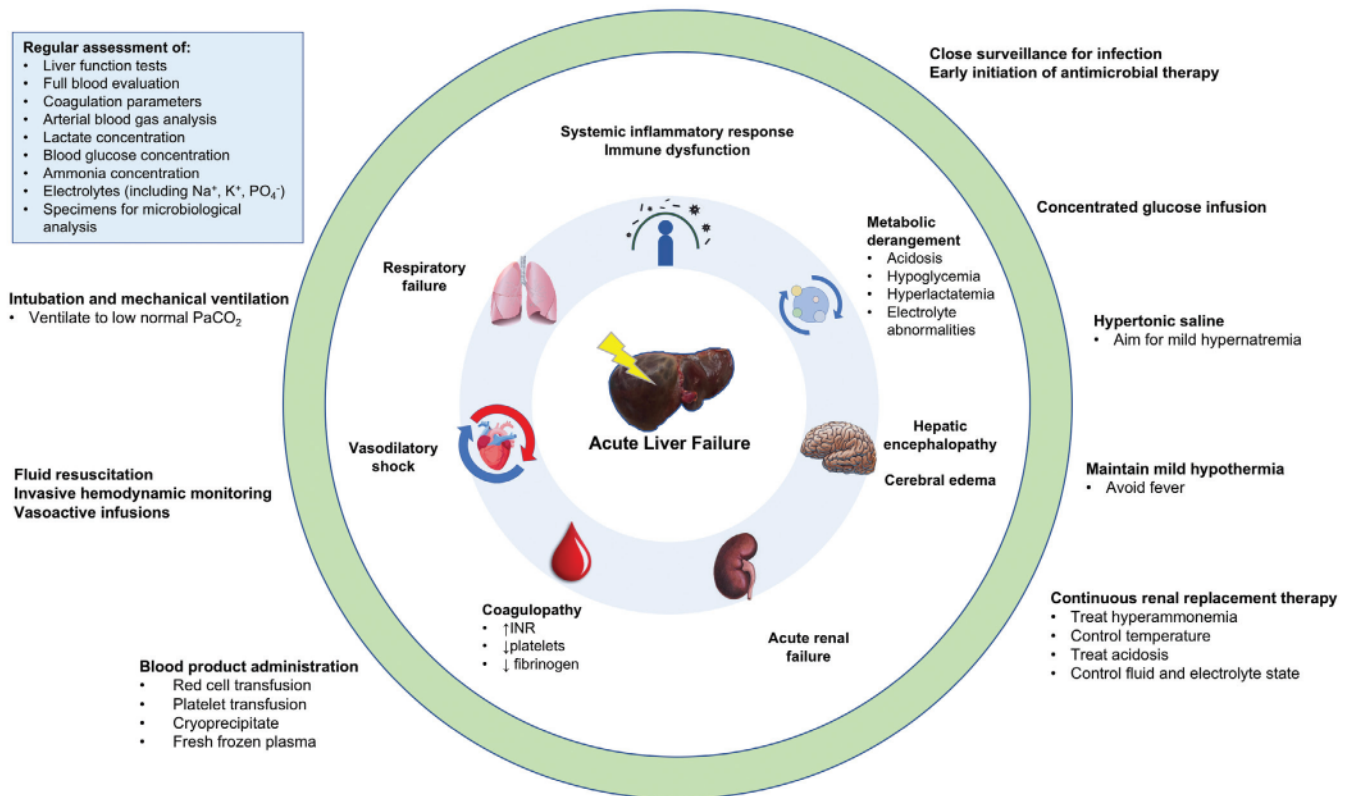 Regular assessment of:
• Liver function tests
• Full blood evaluation
• Coagulation parameters
• Arterial blood gas analysis
• Lactate concentration
• Blood glucose concentration
• Ammonia concentration
• Electrolytes (including Na⁺, K⁺, PO₄⁻)
• Specimens for microbiological
analysis
Close surveillance for infection
Early initiation of antimicrobial therapy
Systemic inflammatory response
Immune dysfunction
Concentrated glucose infusion
Metabolic
derangement
• Acidosis
• Hypoglycemia
• Hyperlactatemia
• Electrolyte
abnormalities
Respiratory
failure
Intubation and mechanical ventilation
• Ventilate to low normal PaCO₂
Hypertonic saline
• Aim for mild hypernatremia
Acute Liver Failure
Vasodilatory
shock
Hepatic
encephalopathy
Cerebral edema
Fluid resuscitation
Invasive hemodynamic monitoring
Vasoactive infusions
Maintain mild hypothermia
• Avoid fever
Coagulopathy
• ↑INR
• ↓platelets
• ↓ fibrinogen
Acute renal
failure
Continuous renal replacement therapy
• Treat hyperammonemia
• Control temperature
• Treat acidosis
• Control fluid and electrolyte state
Blood product administration
• Red cell transfusion
• Platelet transfusion
• Cryoprecipitate
• Fresh frozen plasma